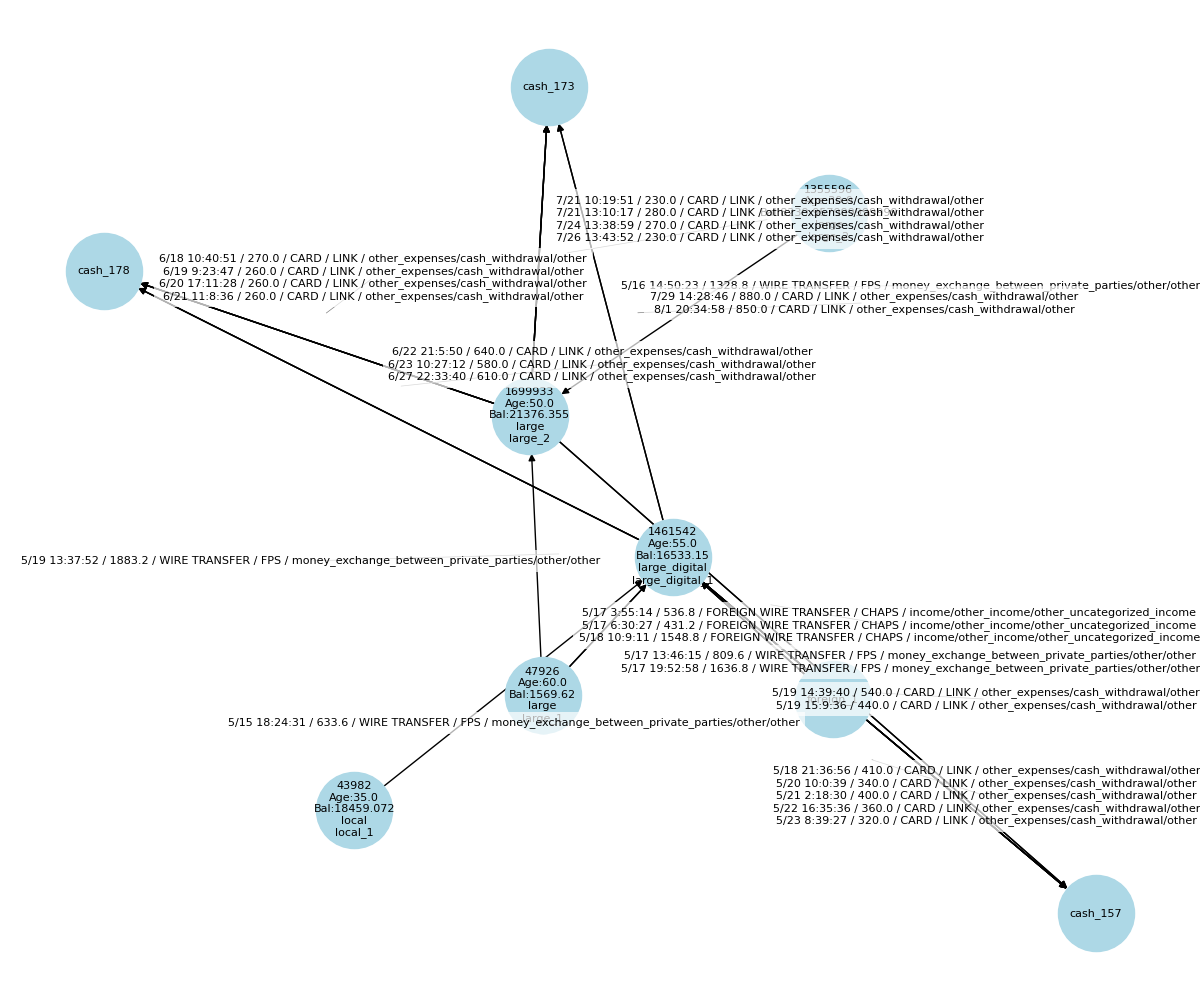 cash_173
1355596
7/21 10:19:51 / 230.0 / CARD / LINK / other_expenses/cash_withdrawal/other
7/21 13:10:17 / 280.0 / CARD / LINK / other_expenses/cash_withdrawal/other
7/24 13:38:59 / 270.0 / CARD / LINK / other_expenses/cash_withdrawal/other
7/26 13:43:52 / 230.0 / CARD / LINK / other_expenses/cash_withdrawal/other
cash_178
6/18 10:40:51 / 270.0 / CARD / LINK / other_expenses/cash_withdrawal/other
6/19 9:23:47 / 260.0 / CARD / LINK / other_expenses/cash_withdrawal/other
6/20 17:11:28 / 260.0 / CARD / LINK / other_expenses/cash_withdrawal/other
6/21 11:8:36 / 260.0 / CARD / LINK / other_expenses/cash_withdrawal/other
5/16 14:50:23 / 1328.8 / WIRE TRANSFER / FPS / money_exchange_between_private_parties/other/other
7/29 14:28:46 / 880.0 / CARD / LINK / other_expenses/cash_withdrawal/other
8/1 20:34:58 / 850.0 / CARD / LINK / other_expenses/cash_withdrawal/other
6/22 21:5:50 / 640.0 / CARD / LINK / other_expenses/cash_withdrawal/other
6/23 10:27:12 / 580.0 / CARD / LINK / other_expenses/cash_withdrawal/other
6/27 22:33:40 / 610.0 / CARD / LINK / other_expenses/cash_withdrawal/other
1699933
Age:50.0
Bal:21376.355
large
large_2
1461542
Age:55.0
Bal:16533.15
large_digital
large_digital_1
5/19 13:37:52 / 1883.2 / WIRE TRANSFER / FPS / money_exchange_between_private_parties/other/other
5/17 3:55:14 / 536.8 / FOREIGN WIRE TRANSFER / CHAPS / income/other_income/other_uncategorized_income
5/17 6:30:27 / 431.2 / FOREIGN WIRE TRANSFER / CHAPS / income/other_income/other_uncategorized_income
5/18 10:9:11 / 1548.8 / FOREIGN WIRE TRANSFER / CHAPS / income/other_income/other_uncategorized_income
5/17 13:46:15 / 809.6 / WIRE TRANSFER / FPS / money_exchange_between_private_parties/other/other
5/17 19:52:58 / 1636.8 / WIRE TRANSFER / FPS / money_exchange_between_private_parties/other/other
47926
Age:60.0
Bal:1569.62
large
large_1
5/19 14:39:40 / 540.0 / CARD / LINK / other_expenses/cash_withdrawal/other
5/19 15:9:36 / 440.0 / CARD / LINK / other_expenses/cash_withdrawal/other
5/15 18:24:31 / 633.6 / WIRE TRANSFER / FPS / money_exchange_between_private_parties/other/other
5/18 21:36:56 / 410.0 / CARD / LINK / other_expenses/cash_withdrawal/other
5/20 10:0:39 / 340.0 / CARD / LINK / other_expenses/cash_withdrawal/other
5/21 2:18:30 / 400.0 / CARD / LINK / other_expenses/cash_withdrawal/other
5/22 16:35:36 / 360.0 / CARD / LINK / other_expenses/cash_withdrawal/other
5/23 8:39:27 / 320.0 / CARD / LINK / other_expenses/cash_withdrawal/other
43982
Age:35.0
Bal:18459.072
local
local_1
cash_157